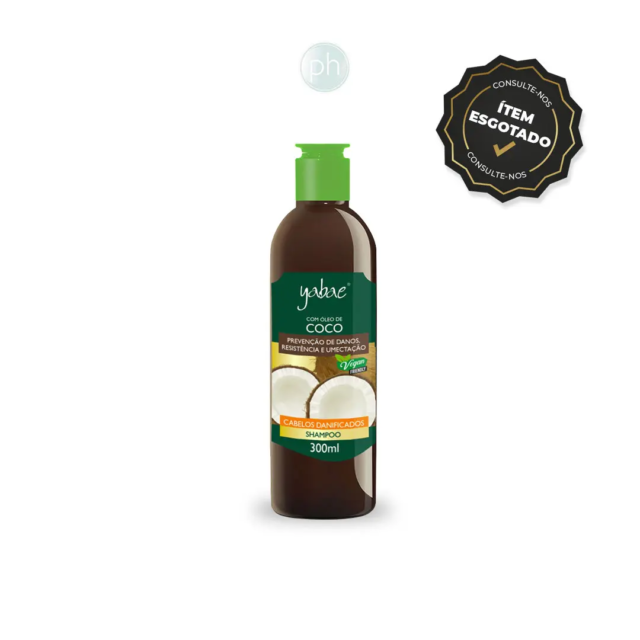 ph
CONSULTE-NOS
ÍTEM
ESGOTADO
CONSULTE-NOS
yabae®
COM ÓLEO DE
COCO
PREVENÇÃO DE DANOS,
RESISTÊNCIA E UMECTAÇÃO
Vegan
FRIENDLY
CABELOS DANIFICADOS
SHAMPOO
300ml